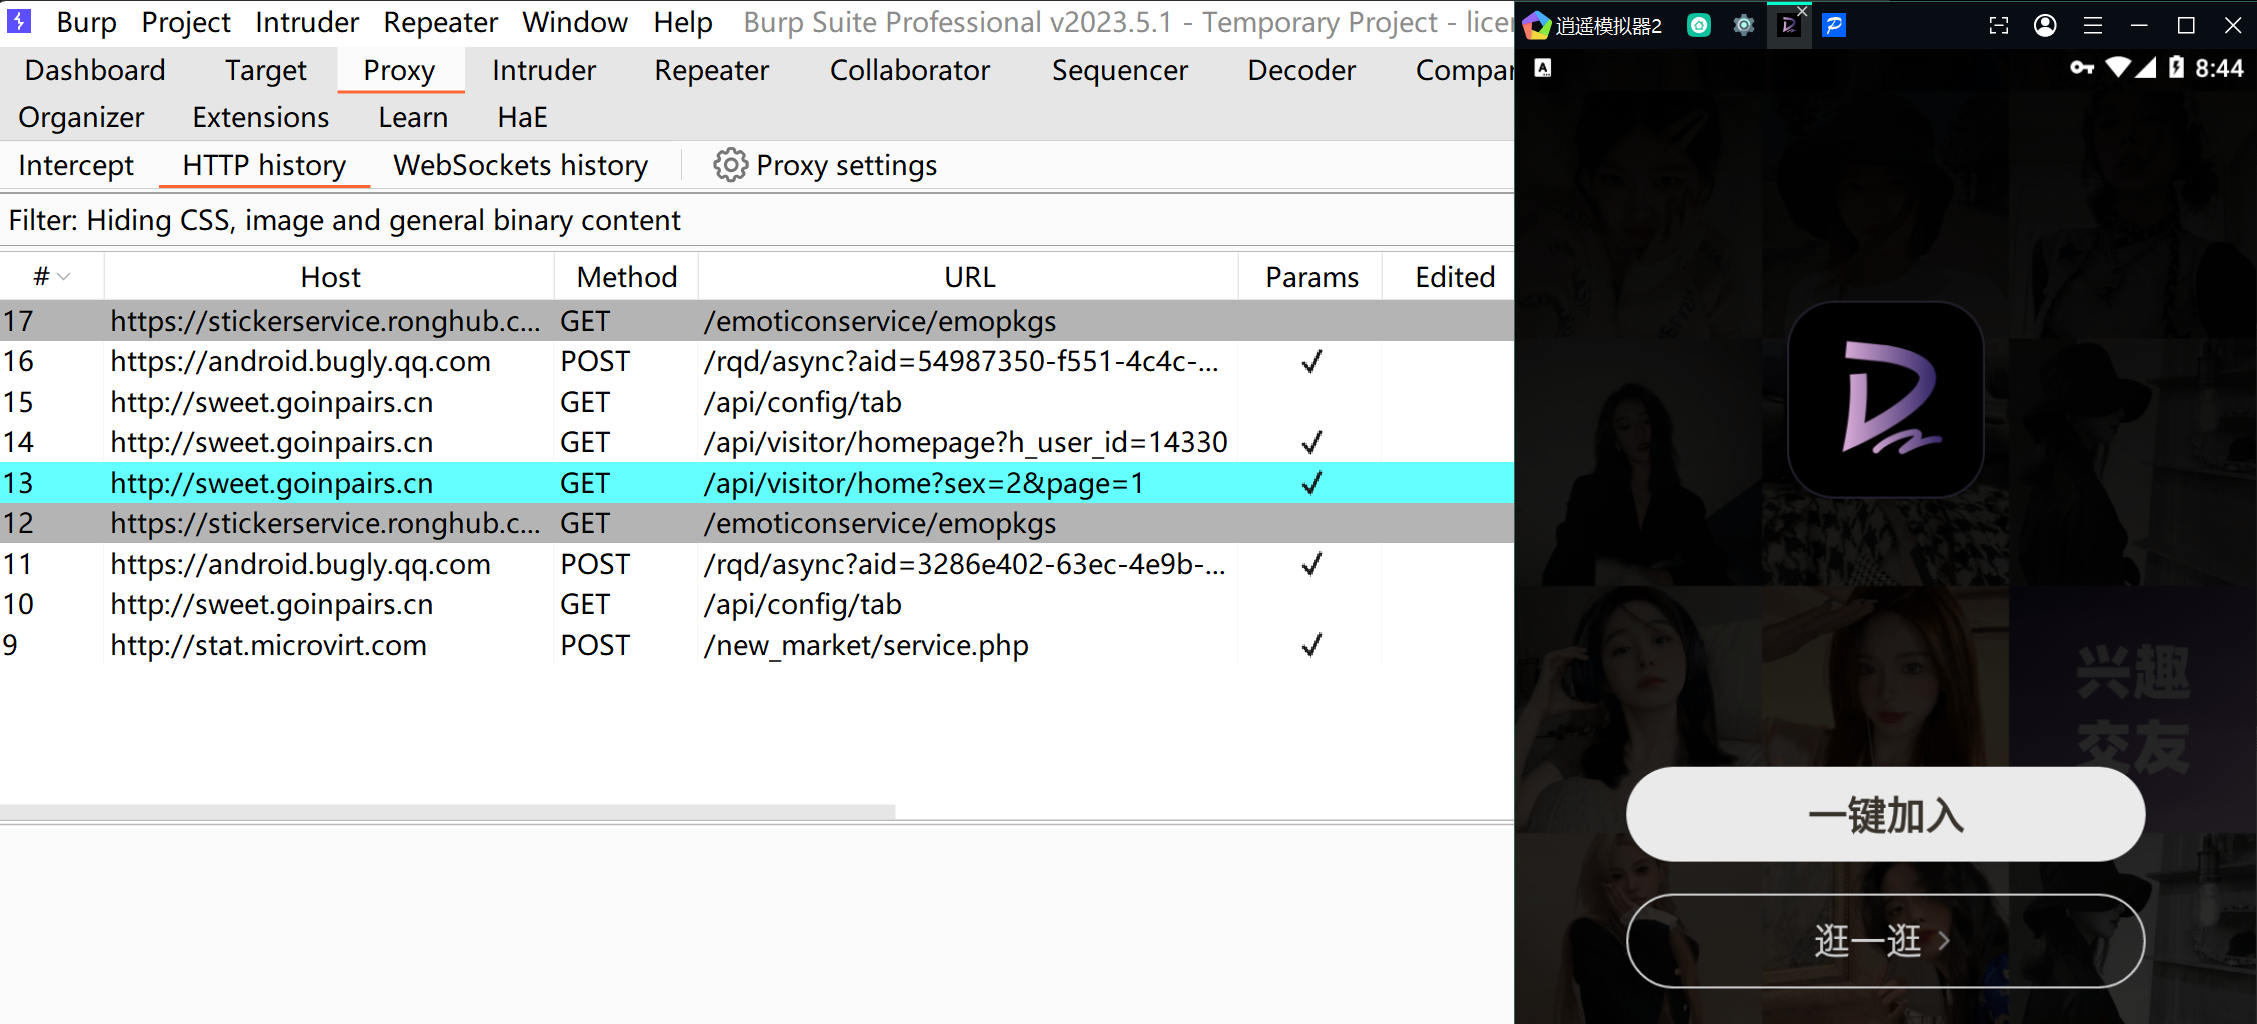 Burp Project Intruder Repeater Window Help Burp Suite Professional v2023.5.1 - Temporary Project - licen
Dashboard Target Proxy Intruder Repeater Collaborator Sequencer Decoder Compar
Organizer Extensions Learn HaE
Intercept HTTP history WebSockets history Proxy settings
Filter: Hiding CSS, image and general binary content
# Host Method URL Params Edited
17 https://stickerservice.ronghub.c... GET /emoticonservice/emopkgs
16 https://android.bugly.qq.com POST /rqd/async?aid=54987350-f551-4c4c-... ✓
15 http://sweet.goinpairs.cn GET /api/config/tab
14 http://sweet.goinpairs.cn GET /api/visitor/homepage?h_user_id=14330 ✓
13 http://sweet.goinpairs.cn GET /api/visitor/home?sex=2&page=1 ✓
12 https://stickerservice.ronghub.c... GET /emoticonservice/emopkgs
11 https://android.bugly.qq.com POST /rqd/async?aid=3286e402-63ec-4e9b-... ✓
10 http://sweet.goinpairs.cn GET /api/config/tab
9 http://stat.microvirt.com POST /new_market/service.php ✓
逍遥模拟器2
A 8:44
兴趣
交友
一键加入
逛一逛 >